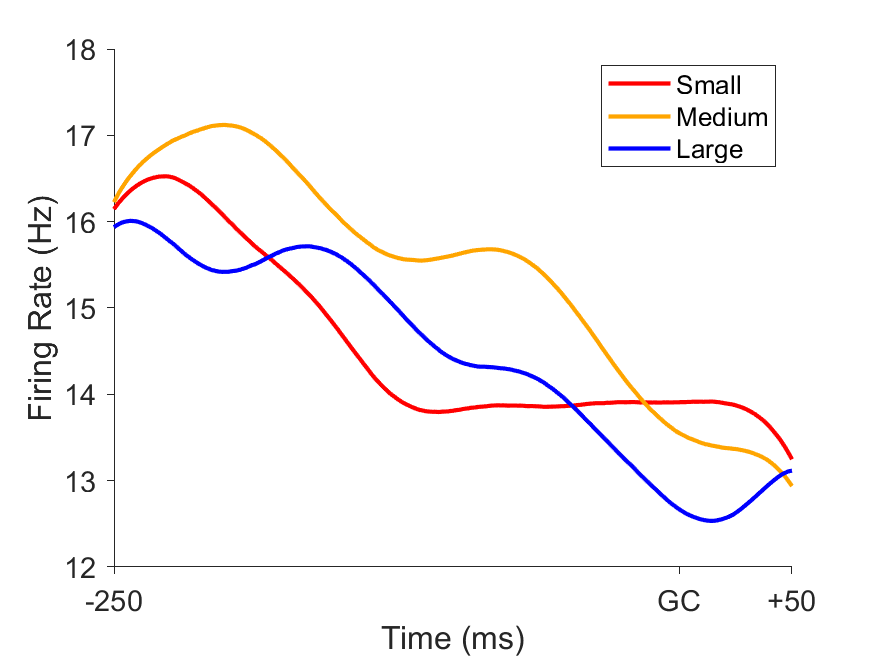 18
17
16
15
14
13
12
Firing Rate (Hz)
Small
Medium
Large
-250
GC
+50
Time (ms)